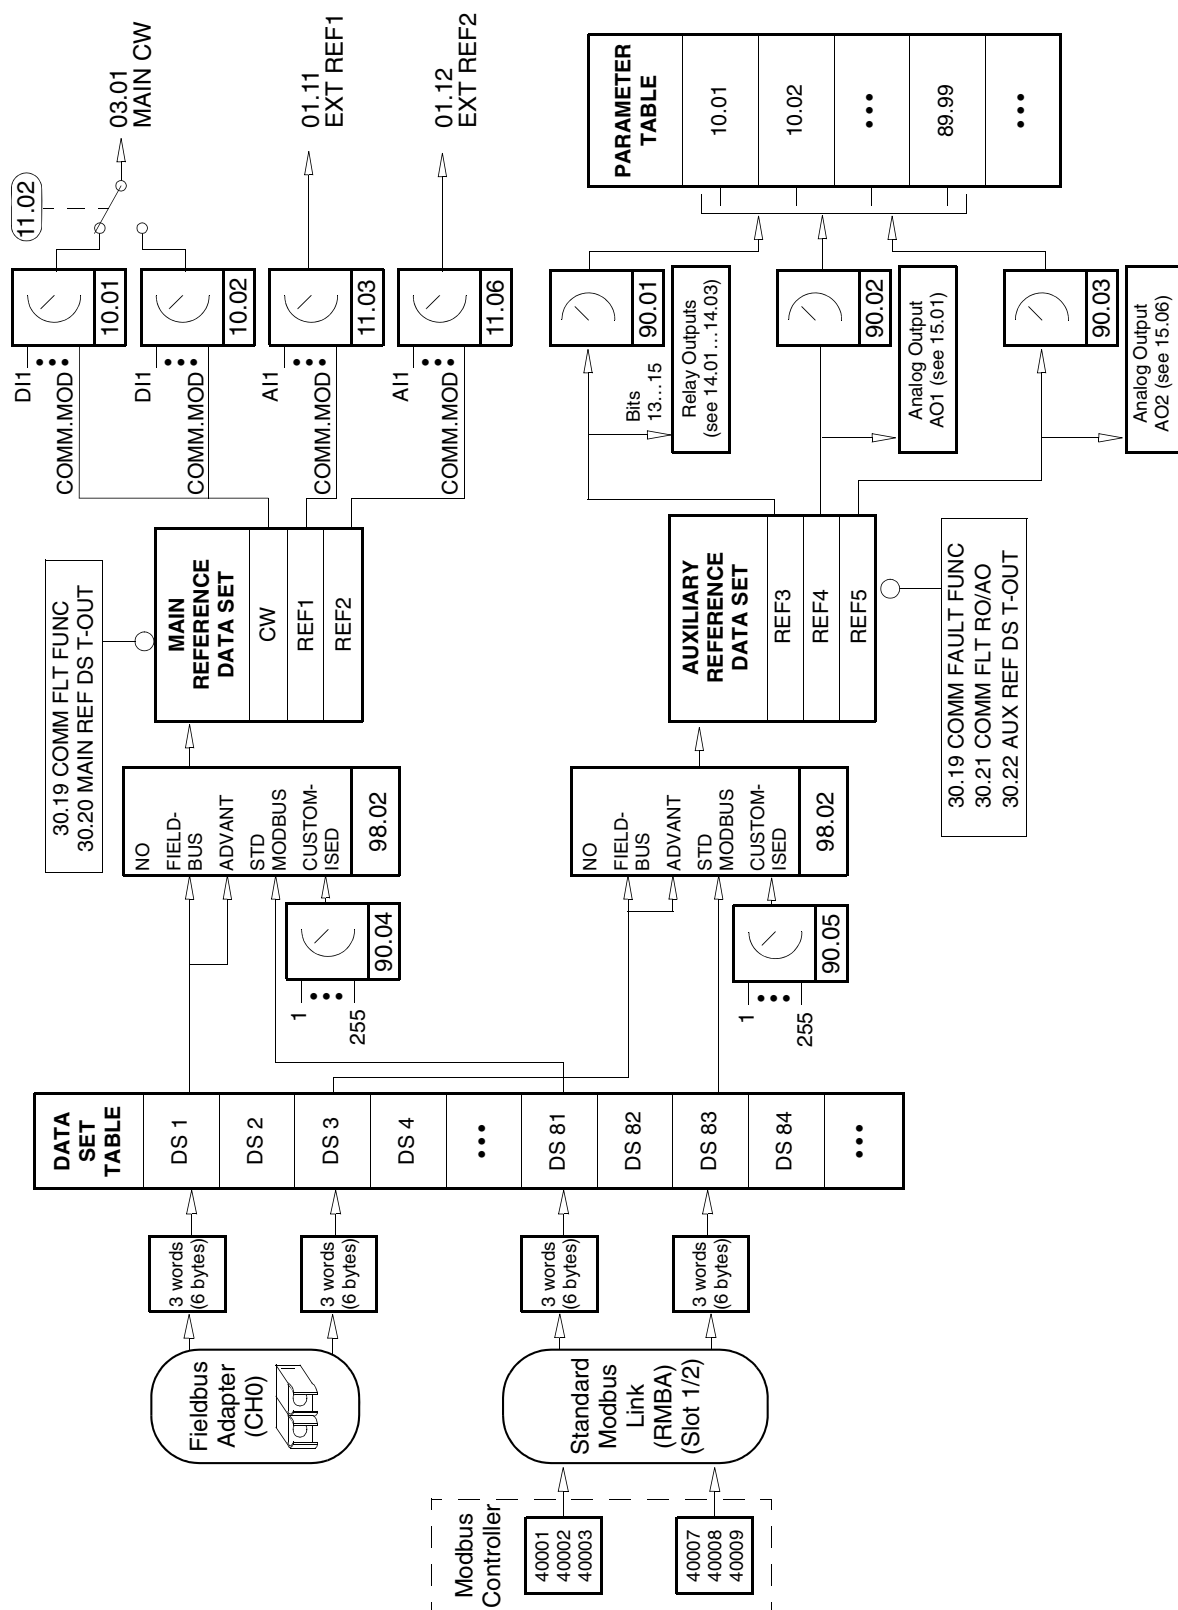 Modbus
Controller
40001
40002
40003
40007
40008
40009
Fieldbus
Adapter
(CH0)
Standard
Modbus
Link
(RMBA)
(Slot 1/2)
3 words
(6 bytes)
3 words
(6 bytes)
3 words
(6 bytes)
3 words
(6 bytes)
DATA
SET
TABLE
DS 1
DS 2
DS 3
DS 4
•••
DS 81
DS 82
DS 83
DS 84
•••
1
•••
255
90.04
1
•••
255
90.05
NO
FIELD-
BUS
ADVANT
STD
MODBUS
CUSTOM-
ISED
98.02
NO
FIELD-
BUS
ADVANT
STD
MODBUS
CUSTOM-
ISED
98.02
30.19 COMM FLT FUNC
30.20 MAIN REF DS T-OUT
MAIN
REFERENCE
DATA SET
CW
REF1
REF2
AUXILIARY
REFERENCE
DATA SET
REF3
REF4
REF5
30.19 COMM FAULT FUNC
30.21 COMM FLT RO/AO
30.22 AUX REF DS T-OUT
DI1
•••
COMM.MOD
10.01
DI1
•••
COMM.MOD
10.02
AI1
•••
COMM.MOD
11.03
AI1
•••
COMM.MOD
11.06
11.02
03.01
MAIN CW
01.11
EXT REF1
01.12
EXT REF2
Bits
13...15
90.01
Relay Outputs
(see 14.01...14.03)
90.02
Analog Output
AO1 (see 15.01)
90.03
Analog Output
AO2 (see 15.06)
PARAMETER
TABLE
10.01
10.02
•••
89.99
•••